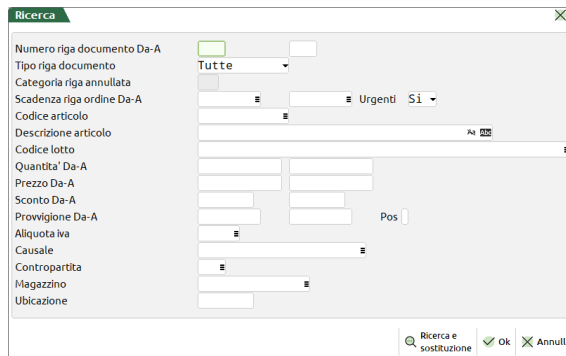 Ricerca
Numero riga documento Da-A
Tipo riga documento Tutte
Categoria riga annullata
Scadenza riga ordine Da-A Urgenti Si
Codice articolo
Descrizione articolo Aa Abc
Codice lotto
Quantita' Da-A
Prezzo Da-A
Sconto Da-A
Provvigione Da-A Pos
Aliquota iva
Causale
Contropartita
Magazzino
Ubicazione
Ricerca e
sostituzione Ok Annull